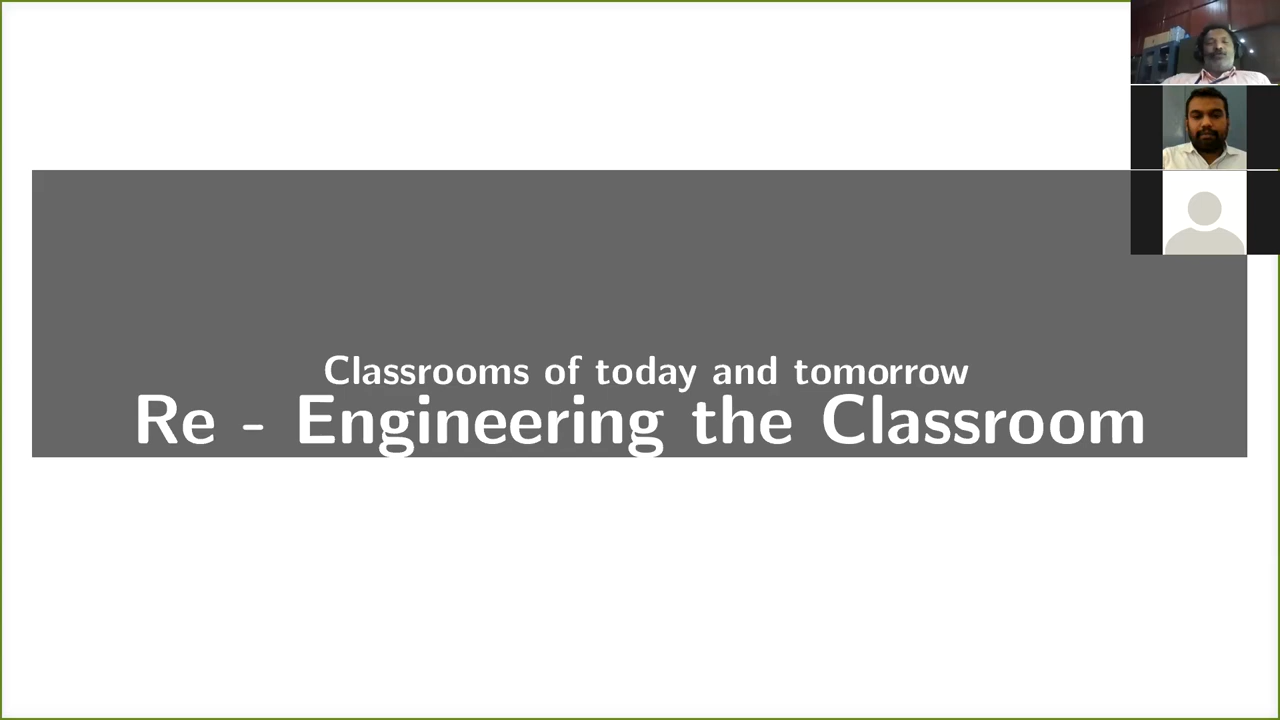 Classrooms of today and tomorrow
Re - Engineering the Classroom